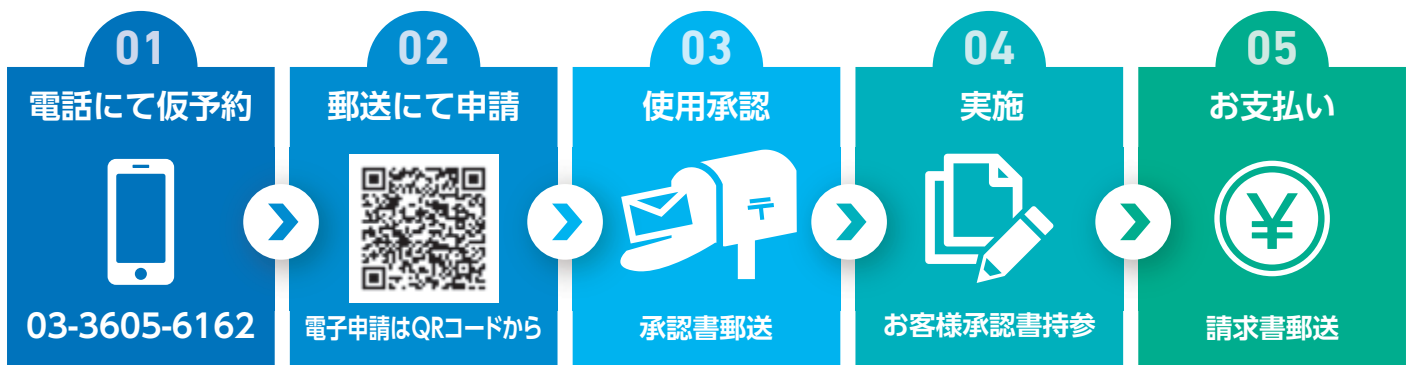 01
電話にて仮予約
03-3605-6162
02
郵送にて申請
電子申請はQRコードから
03
使用承認
〒
承認書郵送
04
実施
お客様承認書持参
05
お支払い
¥
請求書郵送